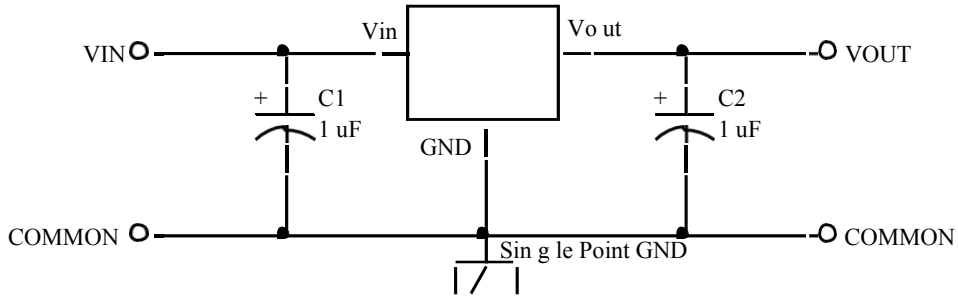 Vin
Vo ut
VIN
VOUT
+
C1
1 uF
+
C2
1 uF
GND
COMMON
COMMON
Sin g le Point GND